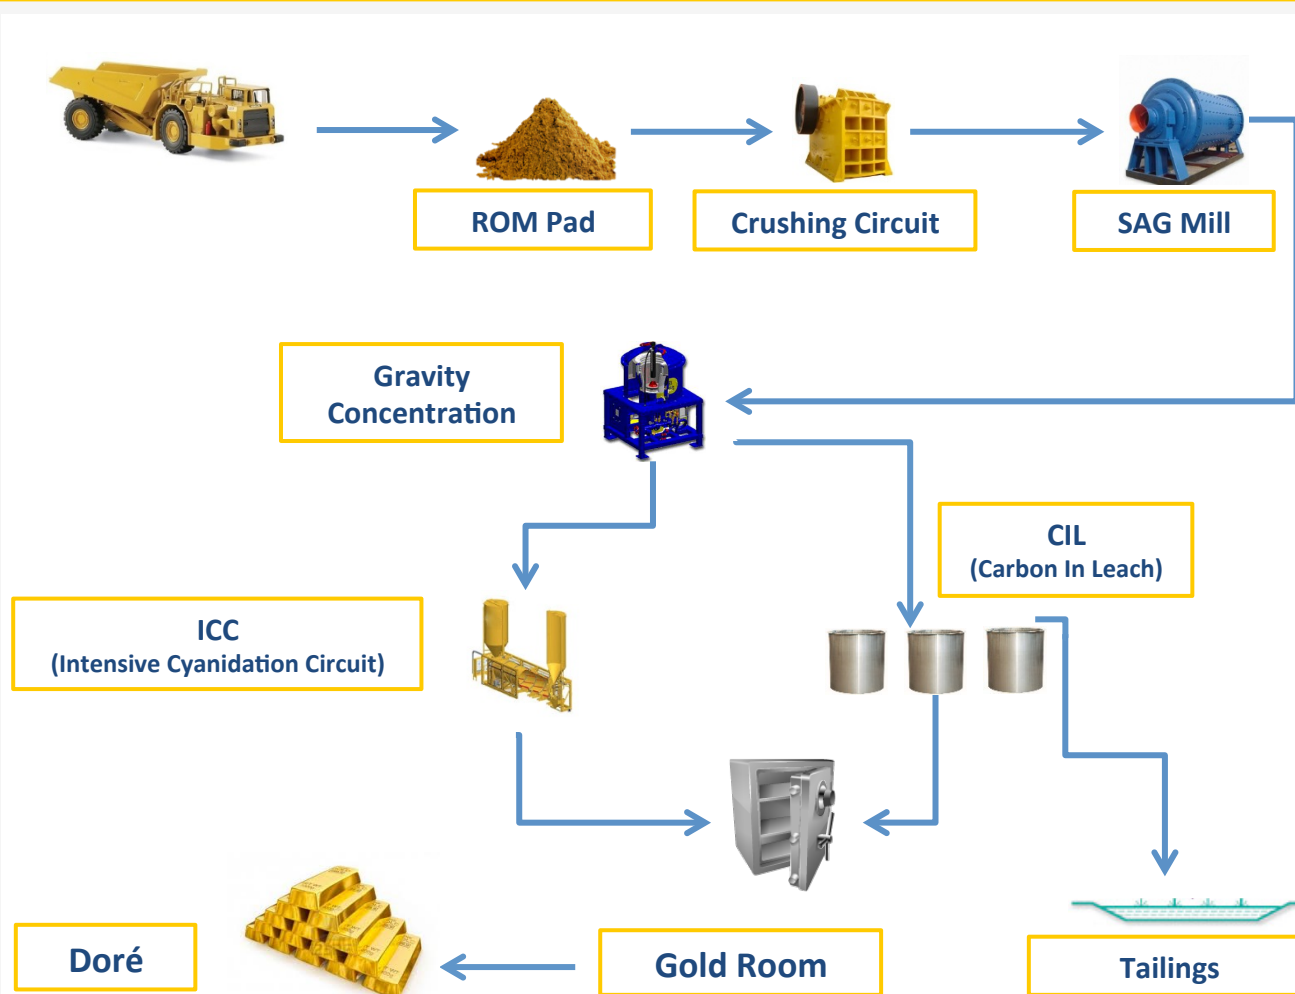 ROM Pad
Crushing Circuit
SAG Mill
Gravity
Concentration
CIL
(Carbon In Leach)
ICC
(Intensive Cyanidation Circuit)
Doré
Gold Room
Tailings